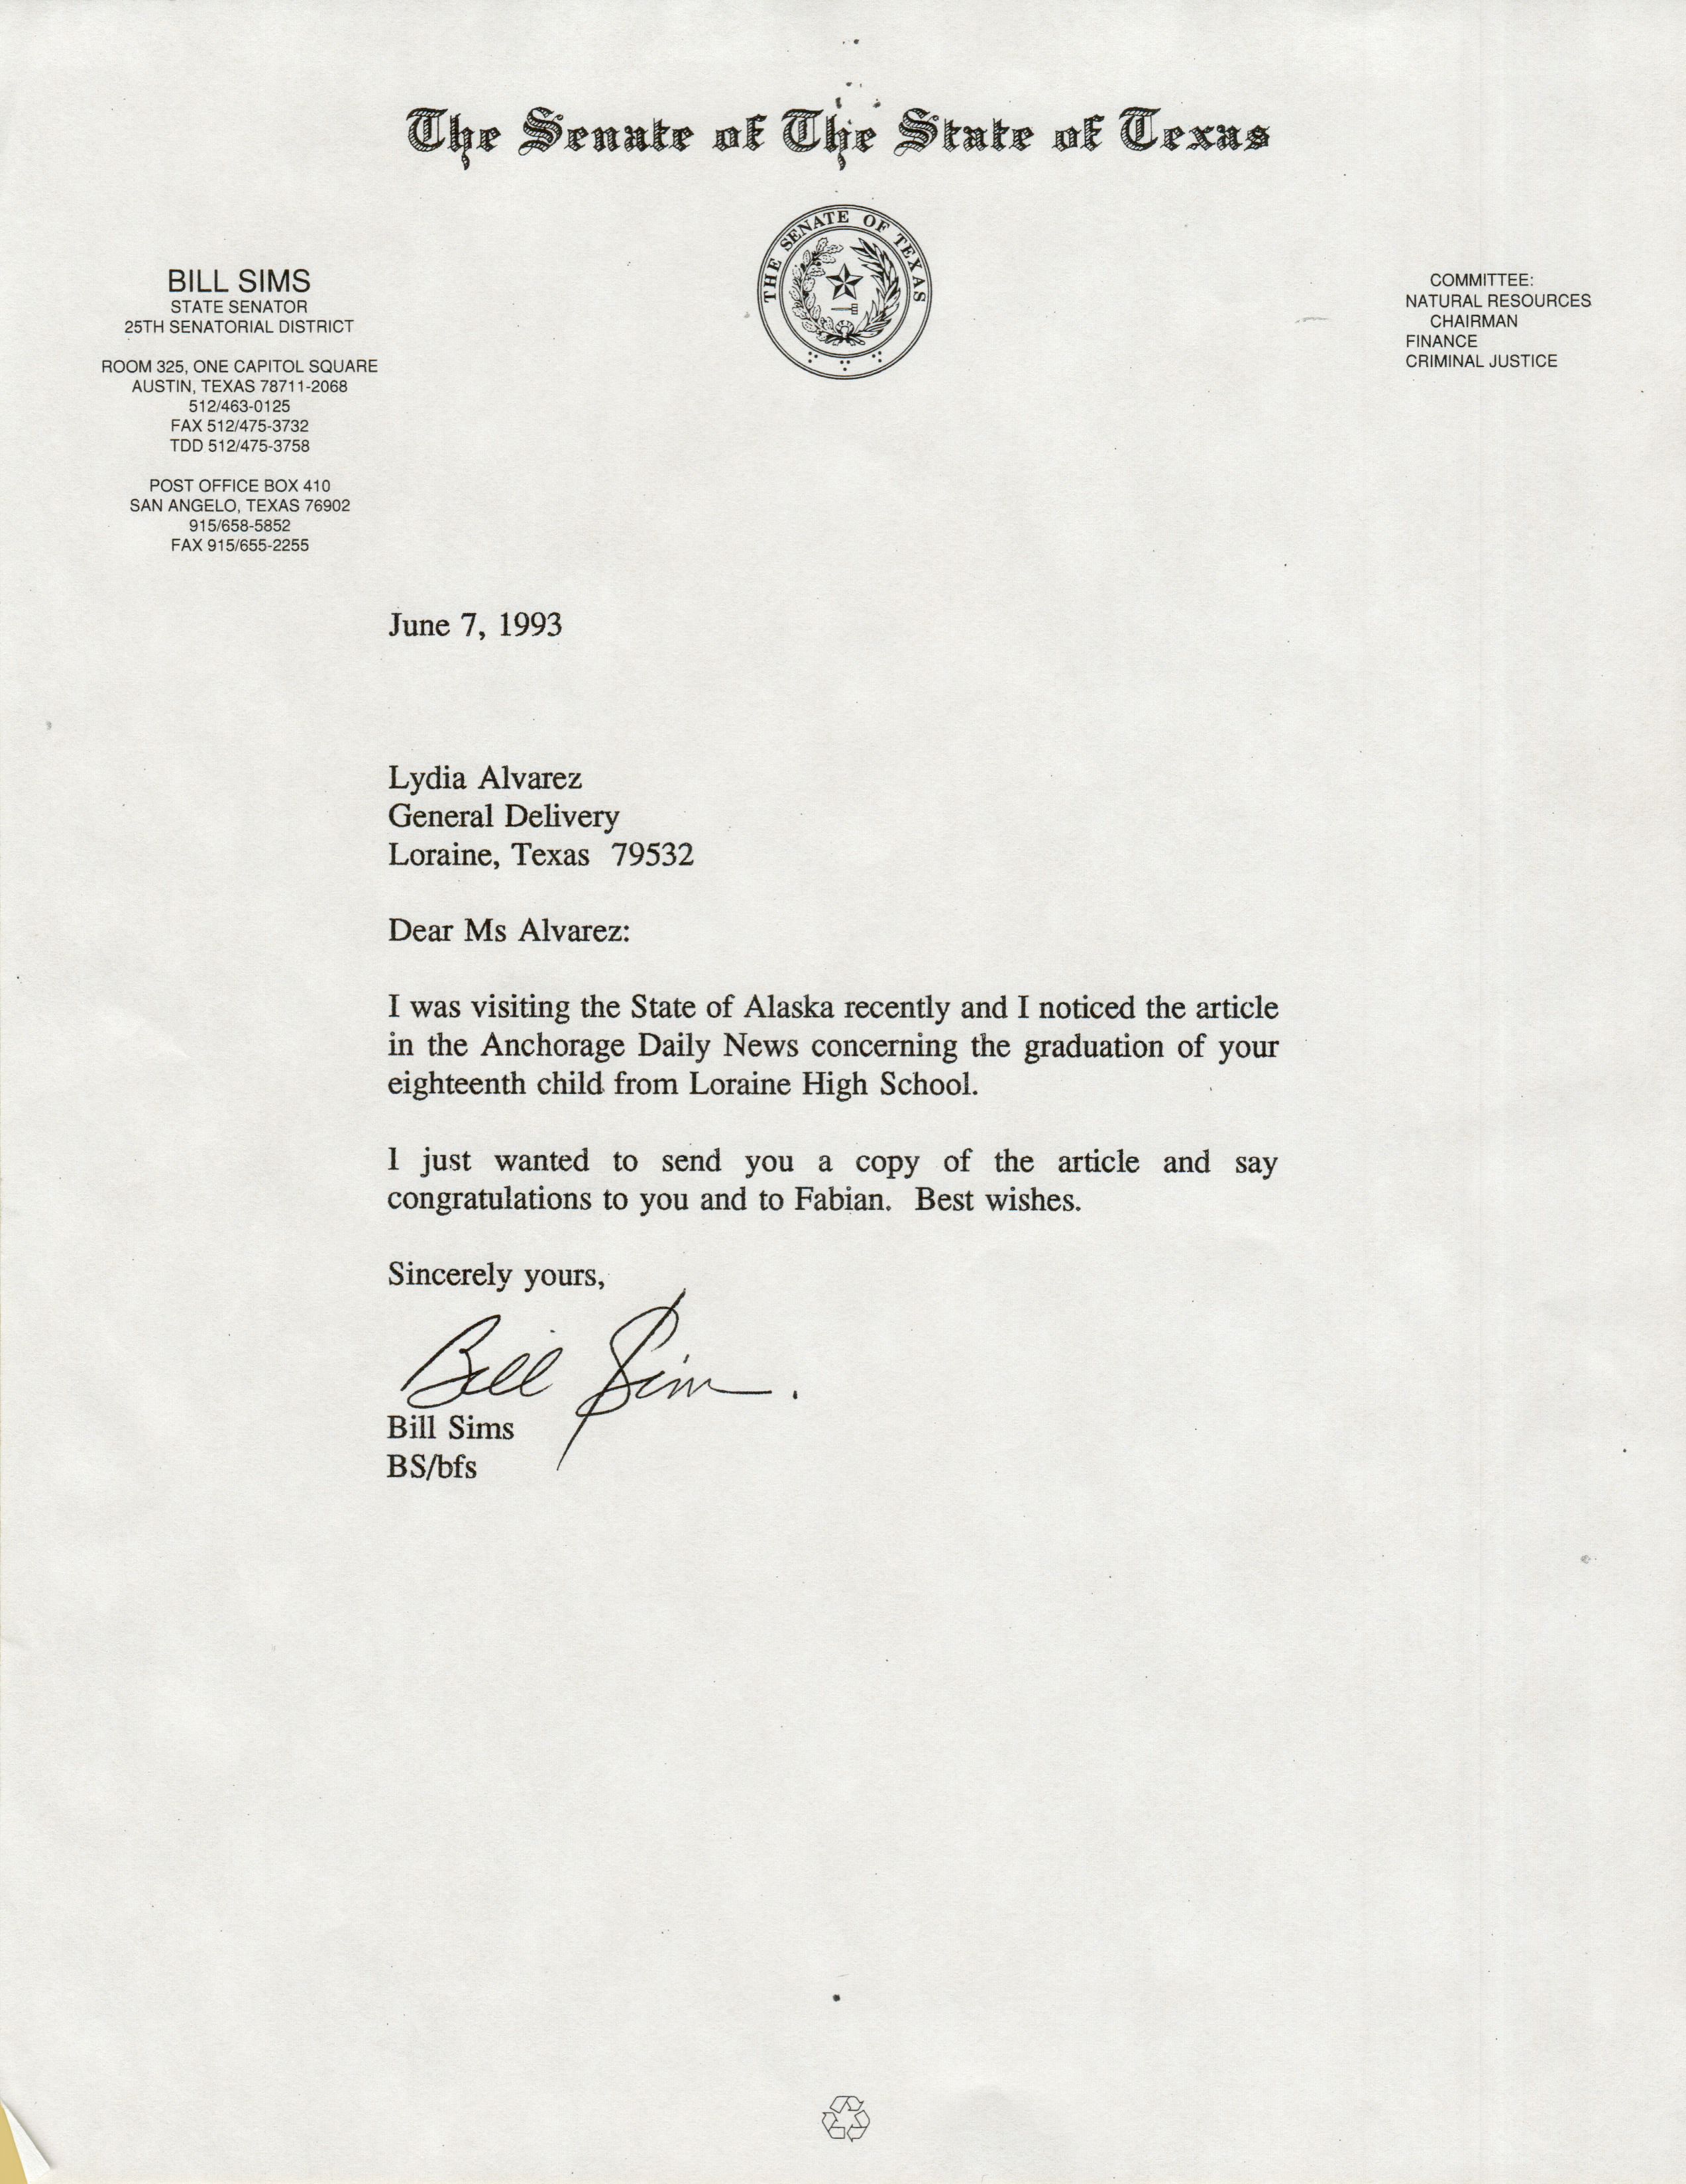 The Senate of The State of Texas
THE SENATE OF TEXAS
BILL SIMS
STATE SENATOR
25TH SENATORIAL DISTRICT
ROOM 325, ONE CAPITOL SQUARE
AUSTIN, TEXAS 78711-2068
512/463-0125
FAX 512/475-3732
TDD 512/475-3758
POST OFFICE BOX 410
SAN ANGELO, TEXAS 76902
915/658-5852
FAX 915/655-2255
COMMITTEE:
NATURAL RESOURCES
CHAIRMAN
FINANCE
CRIMINAL JUSTICE
June 7, 1993
Lydia Alvarez
General Delivery
Loraine, Texas 79532
Dear Ms Alvarez:
I was visiting the State of Alaska recently and I noticed the article
in the Anchorage Daily News concerning the graduation of your
eighteenth child from Loraine High School.
I just wanted to send you a copy of the article and say
congratulations to you and to Fabian. Best wishes.
Sincerely yours,
Bill Sims
Bill Sims
BS/bfs